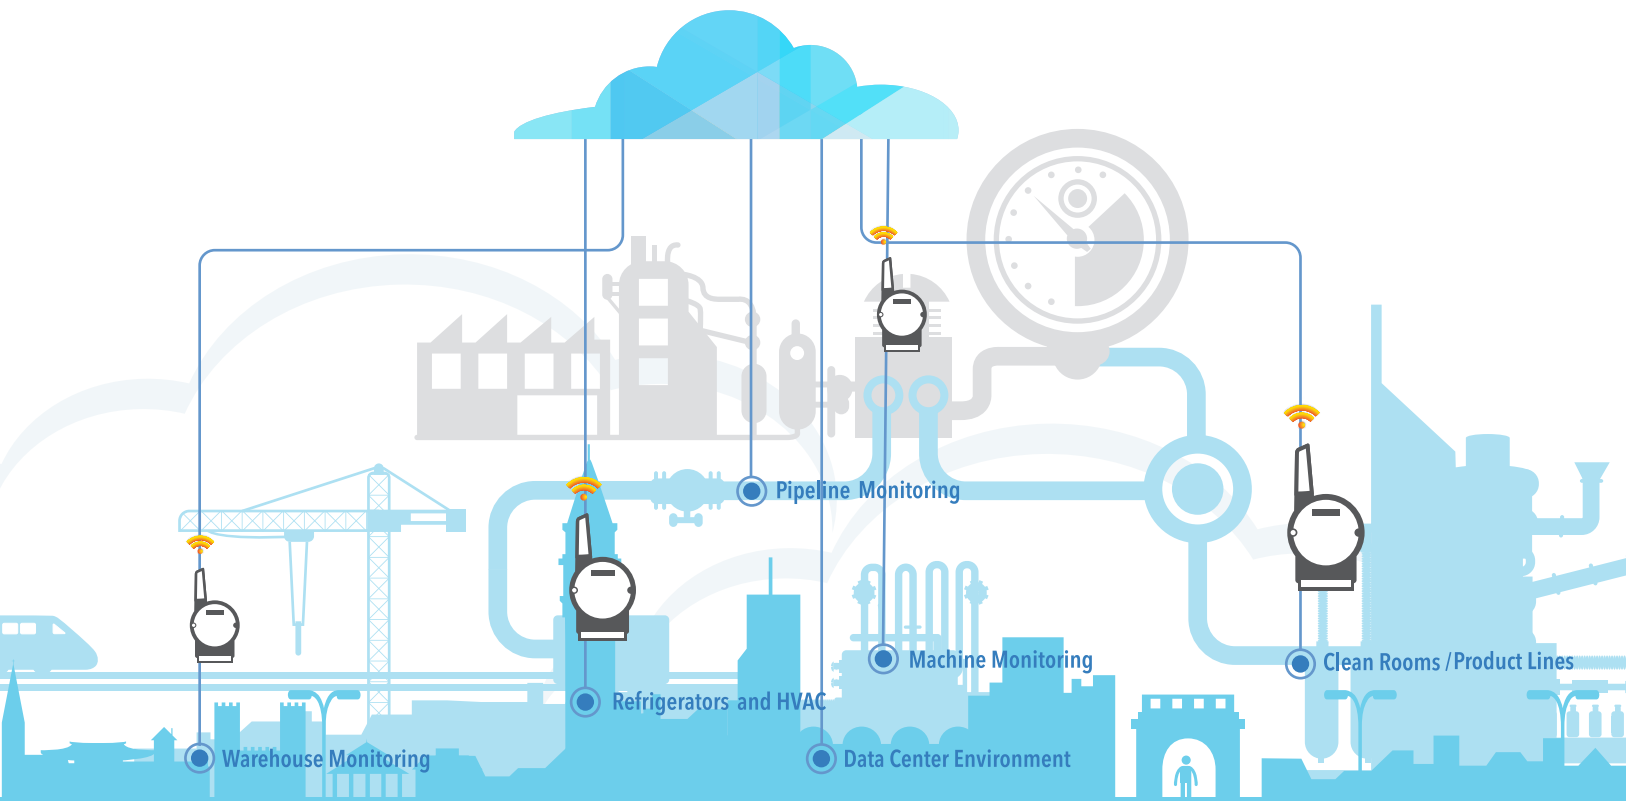 Pipeline Monitoring
Machine Monitoring
Clean Rooms / Product Lines
Refrigerators and HVAC
Warehouse Monitoring
Data Center Environment